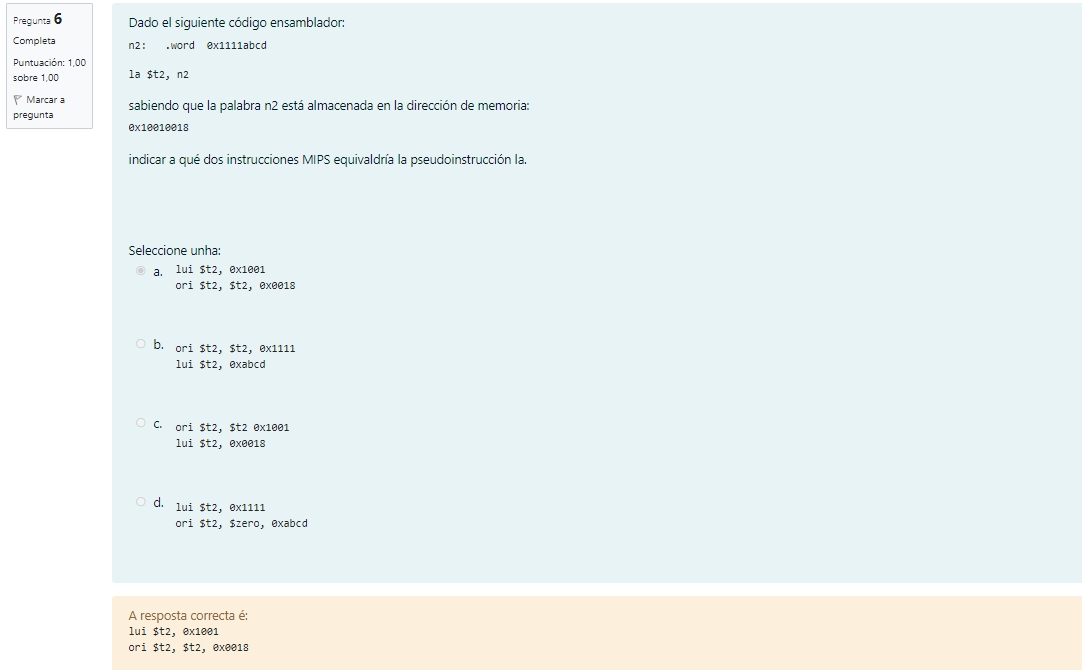 Pregunta 6
Completa
Puntuación: 1,00
sobre 1,00
Marcar a
pregunta
Dado el siguiente código ensamblador:
n2: .word 0x1111abcd
la $t2, n2
sabiendo que la palabra n2 está almacenada en la dirección de memoria:
0x10010018
indicar a qué dos instrucciones MIPS equivaldría la pseudoinstrucción la.
Seleccione unha:
a. lui $t2, 0x1001
ori $t2, $t2, 0x0018
b. ori $t2, $t2, 0x1111
lui $t2, 0xabcd
c. ori $t2, $t2 0x1001
lui $t2, 0x0018
d. lui $t2, 0x1111
ori $t2, $zero, 0xabcd
A resposta correcta é:
lui $t2, 0x1001
ori $t2, $t2, 0x0018